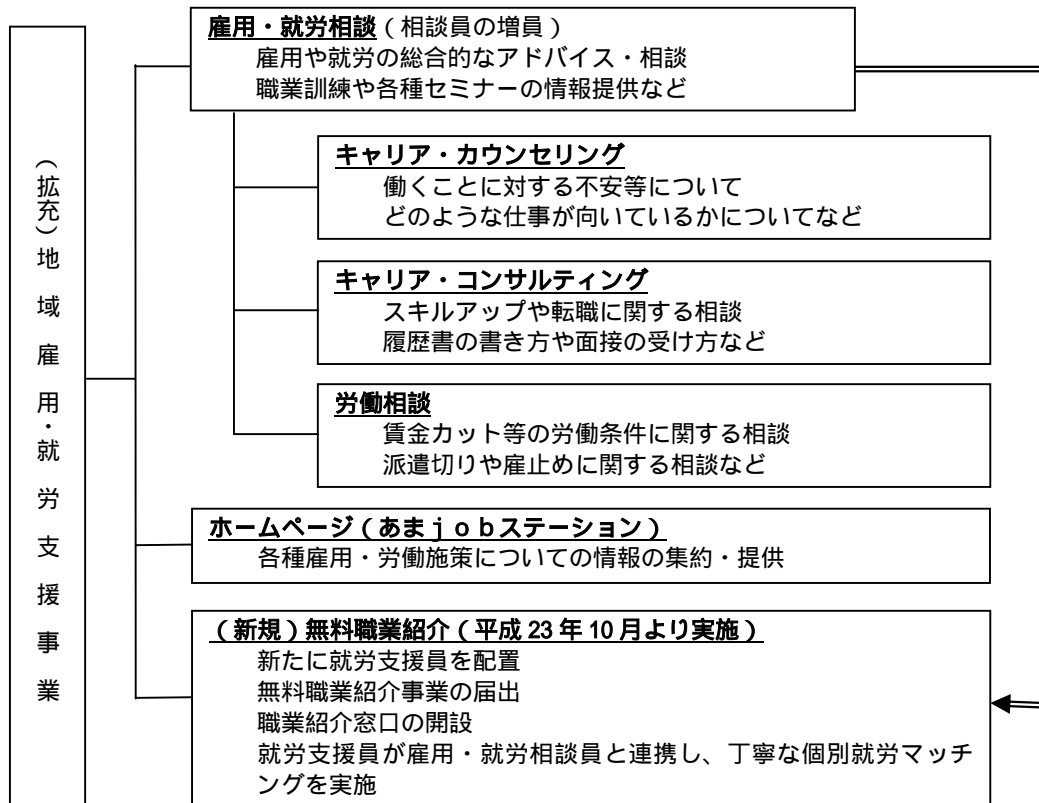 (拡充)地域雇用・就労支援事業
雇用・就労相談(相談員の増員)
雇用や就労の総合的なアドバイス・相談
職業訓練や各種セミナーの情報提供など
キャリア・カウンセリング
働くことに対する不安等について
どのような仕事が向いているかについてなど
キャリア・コンサルティング
スキルアップや転職に関する相談
履歴書の書き方や面接の受け方など
労働相談
賃金カット等の労働条件に関する相談
派遣切りや雇止めに関する相談など
ホームページ(あまjobステーション)
各種雇用・労働施策についての情報の集約・提供
(新規)無料職業紹介(平成23年10月より実施)
新たに就労支援員を配置
無料職業紹介事業の届出
職業紹介窓口の開設
就労支援員が雇用・就労相談員と連携し、丁寧な個別就労マッチ
ングを実施